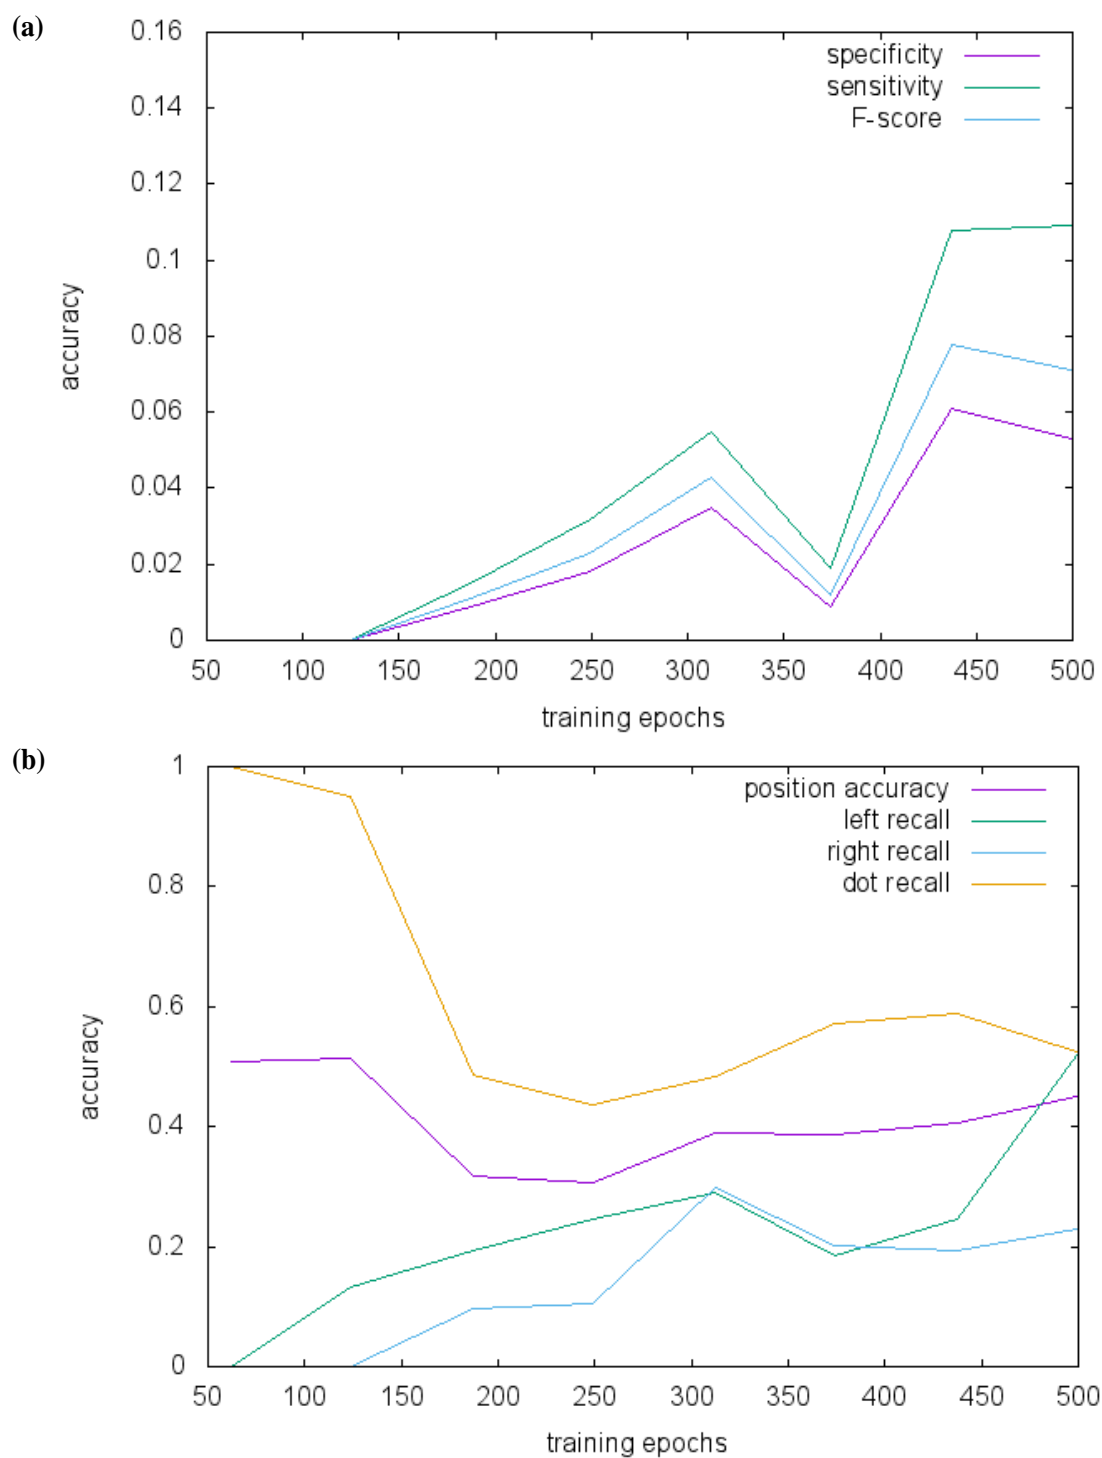 (a)
0.16
0.14
0.12
0.1
0.08
0.06
0.04
0.02
0
accuracy
specificity
sensitivity
F-score
50 100 150 200 250 300 350 400 450 500
training epochs
(b)
1
0.8
0.6
0.4
0.2
0
accuracy
position accuracy
left recall
right recall
dot recall
50 100 150 200 250 300 350 400 450 500
training epochs